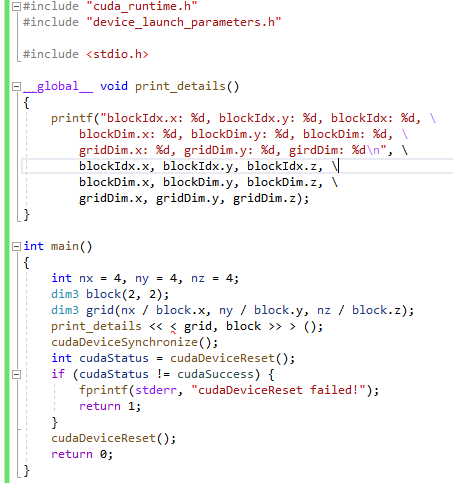 #include "cuda_runtime.h"
#include "device_launch_parameters.h"
#include <stdio.h>
__global__ void print_details()
{
printf("blockIdx.x: %d, blockIdx.y: %d, blockIdx: %d, \
blockDim.x: %d, blockDim.y: %d, blockDim: %d, \
gridDim.x: %d, gridDim.y: %d, girdDim: %d\n", \
blockIdx.x, blockIdx.y, blockIdx.z, \
blockDim.x, blockDim.y, blockDim.z, \
gridDim.x, gridDim.y, gridDim.z);
}
int main()
{
int nx = 4, ny = 4, nz = 4;
dim3 block(2, 2);
dim3 grid(nx / block.x, ny / block.y, nz / block.z);
print_details << < grid, block >> > ();
cudaDeviceSynchronize();
int cudaStatus = cudaDeviceReset();
if (cudaStatus != cudaSuccess) {
fprintf(stderr, "cudaDeviceReset failed!");
return 1;
}
cudaDeviceReset();
return 0;
}